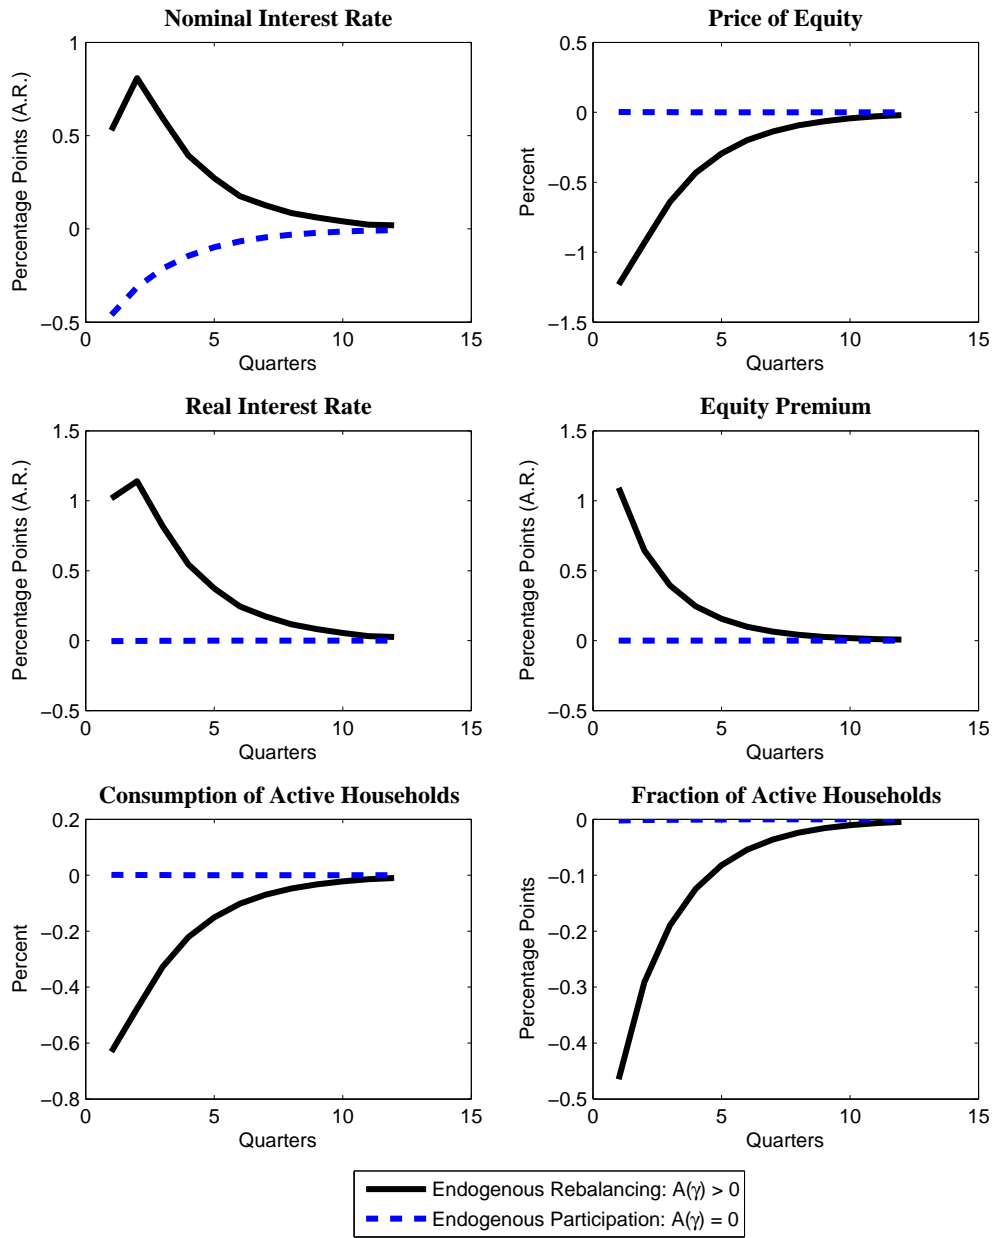 Nominal Interest Rate
Percentage Points (A.R.)
1
0.5
0
−0.5
0 5 10 15
Quarters
Price of Equity
Percent
0.5
0
−0.5
−1
−1.5
0 5 10 15
Quarters
Real Interest Rate
Percentage Points (A.R.)
1.5
1
0.5
0
−0.5
0 5 10 15
Quarters
Equity Premium
Percentage Points (A.R.)
1.5
1
0.5
0
−0.5
0 5 10 15
Quarters
Consumption of Active Households
Percent
0.2
0
−0.2
−0.4
−0.6
−0.8
0 5 10 15
Quarters
Fraction of Active Households
Percentage Points
0
−0.1
−0.2
−0.3
−0.4
−0.5
0 5 10 15
Quarters
Endogenous Rebalancing: A(γ) > 0
Endogenous Participation: A(γ) = 0